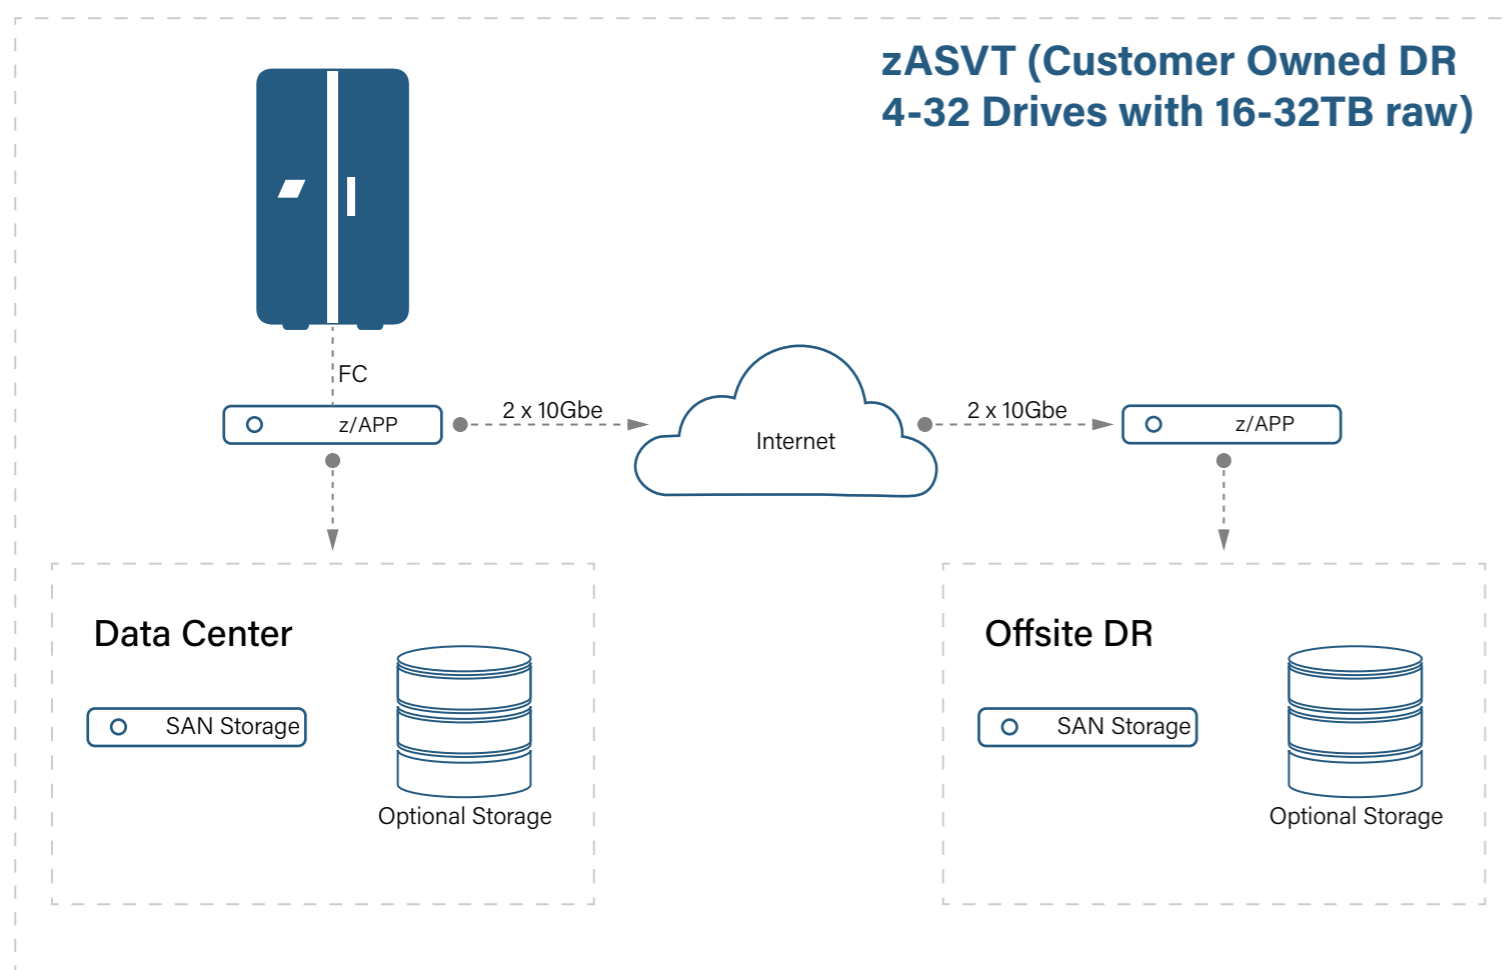 zASVT (Customer Owned DR
4-32 Drives with 16-32TB raw)
FC
z/APP
2 x 10Gbe
Internet
2 x 10Gbe
z/APP
Data Center
SAN Storage
Optional Storage
Offsite DR
SAN Storage
Optional Storage